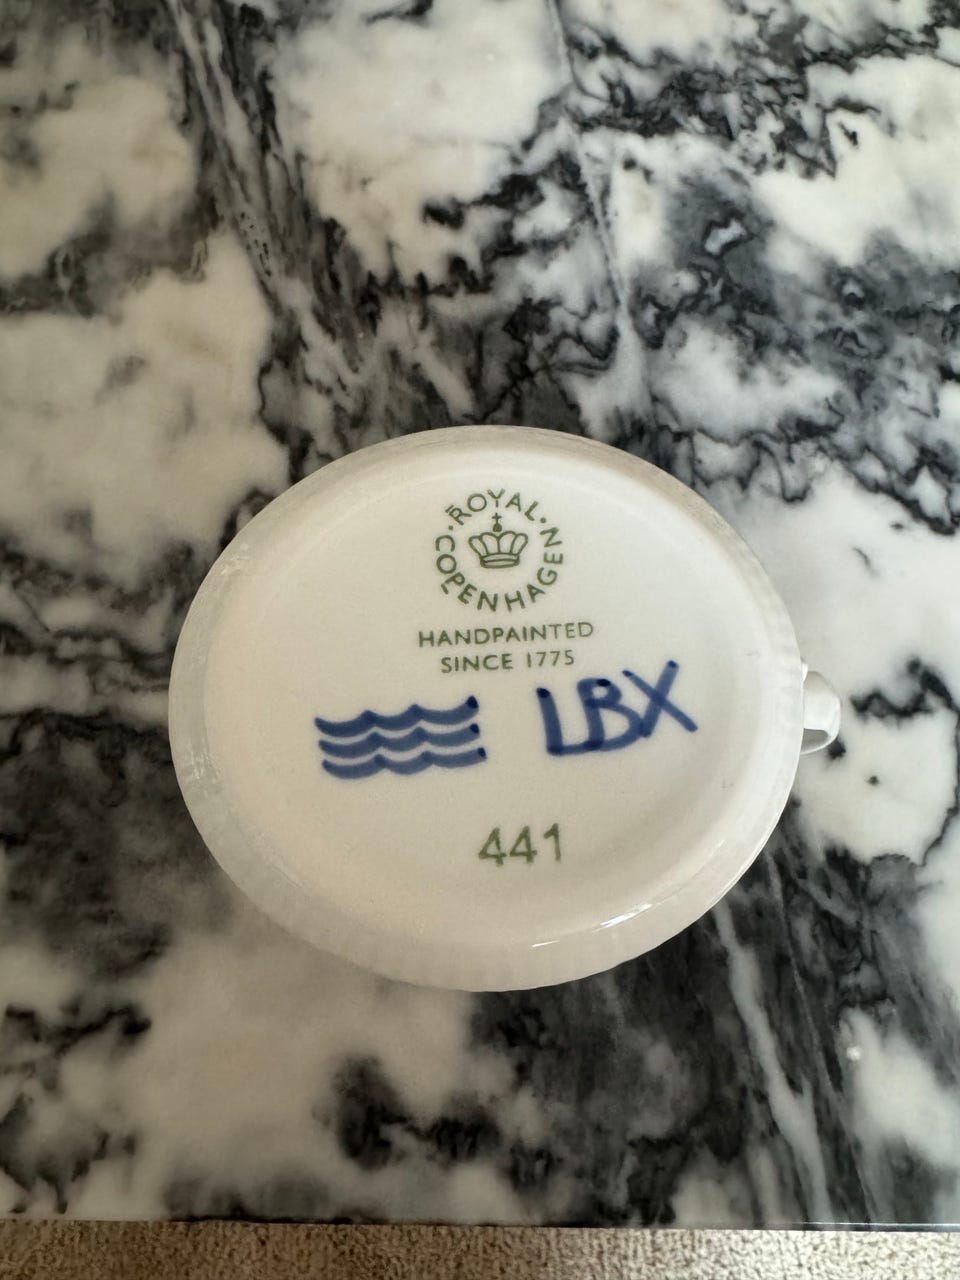 ROYAL · COPENHAGEN ·
HANDPAINTED
SINCE 1775
LBX
441